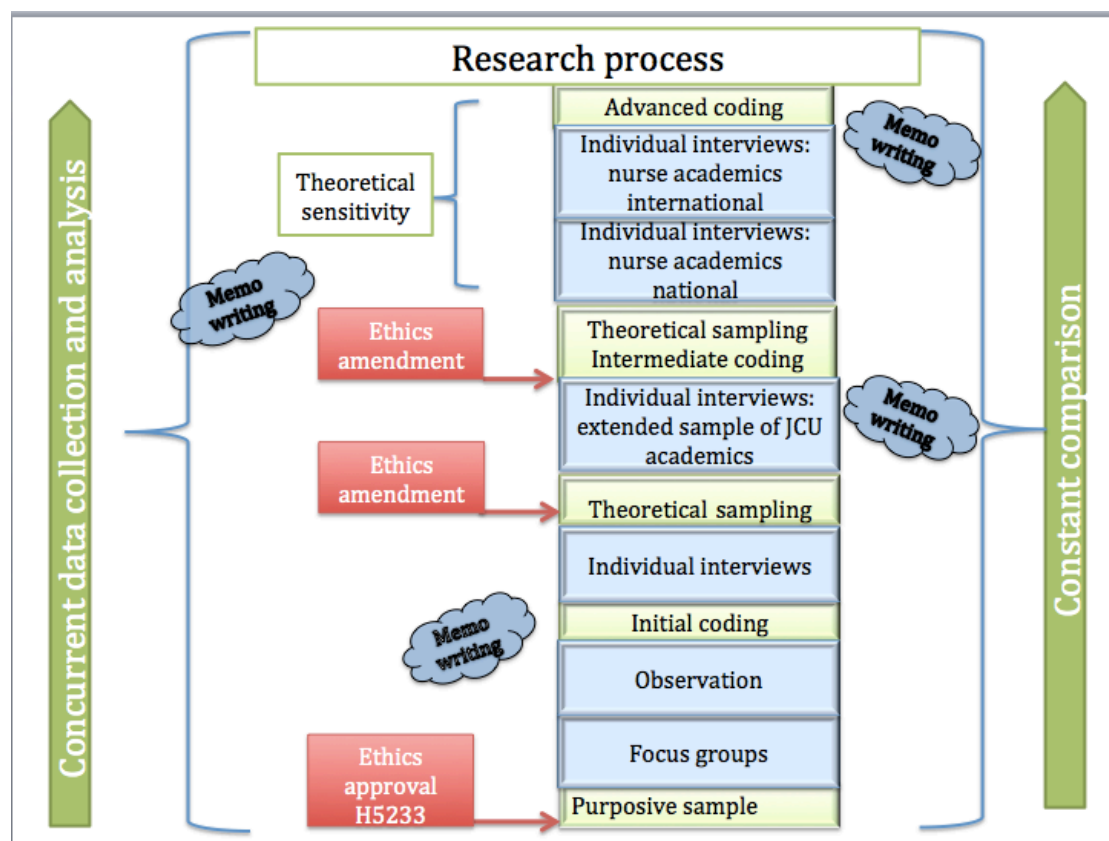 Research process
Advanced coding
Memo
writing
Individual interviews:
nurse academics
international
Theoretical
sensitivity
Individual interviews:
nurse academics
national
Memo
writing
Ethics
amendment
Theoretical sampling
Intermediate coding
Individual interviews:
extended sample of JCU
academics
Memo
writing
Ethics
amendment
Theoretical sampling
Individual interviews
Initial coding
Memo
writing
Observation
Focus groups
Ethics
approval
H5233
Purposive sample
Concurrent data collection and analysis
Constant comparison